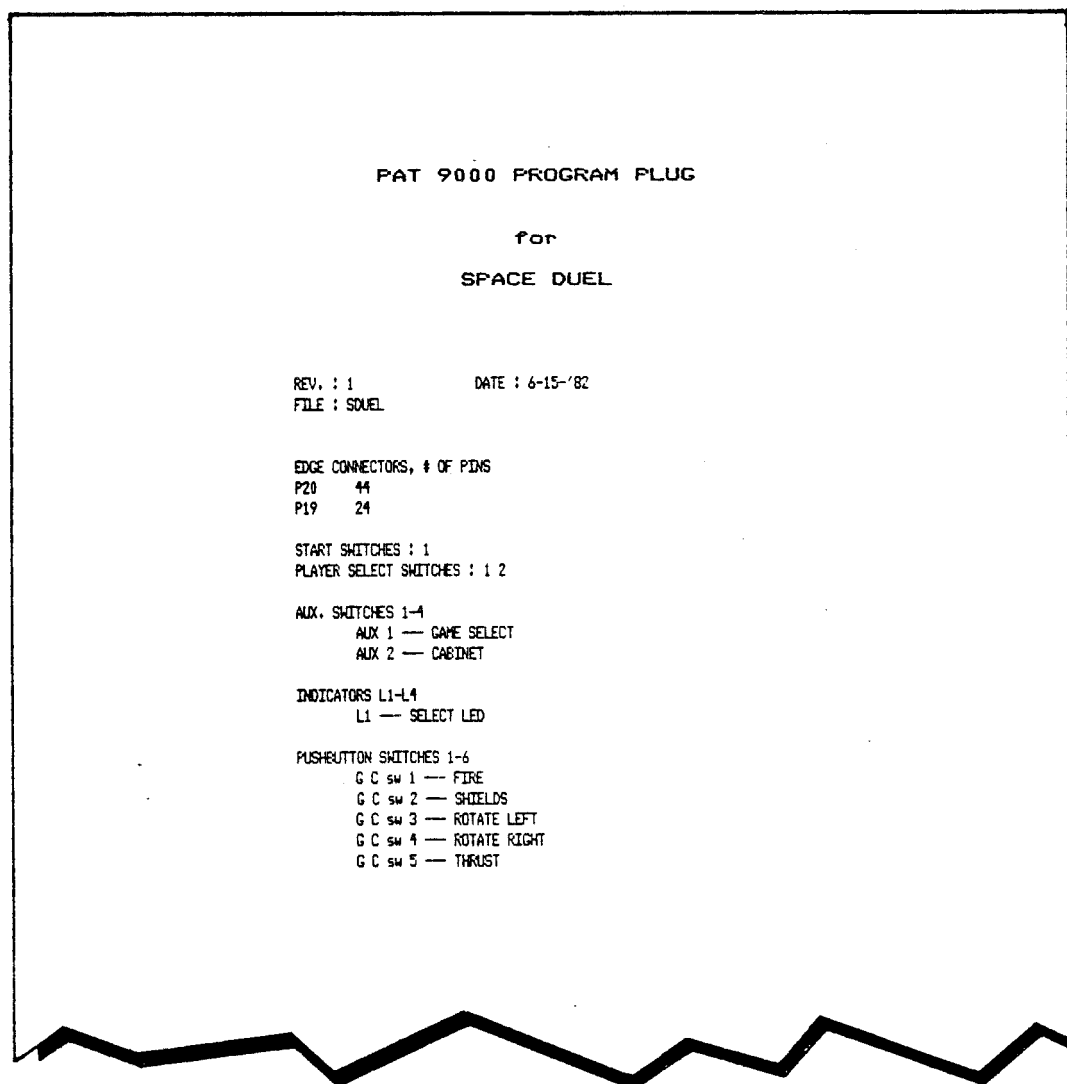 PAT 9000 PROGRAM PLUG
for
SPACE DUEL
REV. : 1 DATE : 6-15-'82
FILE : SDUEL
EDGE CONNECTORS, # OF PINS
P20 44
P19 24
START SWITCHES : 1
PLAYER SELECT SWITCHES : 1 2
AUX. SWITCHES 1-4
AUX 1 -- GAME SELECT
AUX 2 -- CABINET
INDICATORS L1-L4
L1 -- SELECT LED
PUSHBUTTON SWITCHES 1-6
G C sw 1 -- FIRE
G C sw 2 -- SHIELDS
G C sw 3 -- ROTATE LEFT
G C sw 4 -- ROTATE RIGHT
G C sw 5 -- THRUST